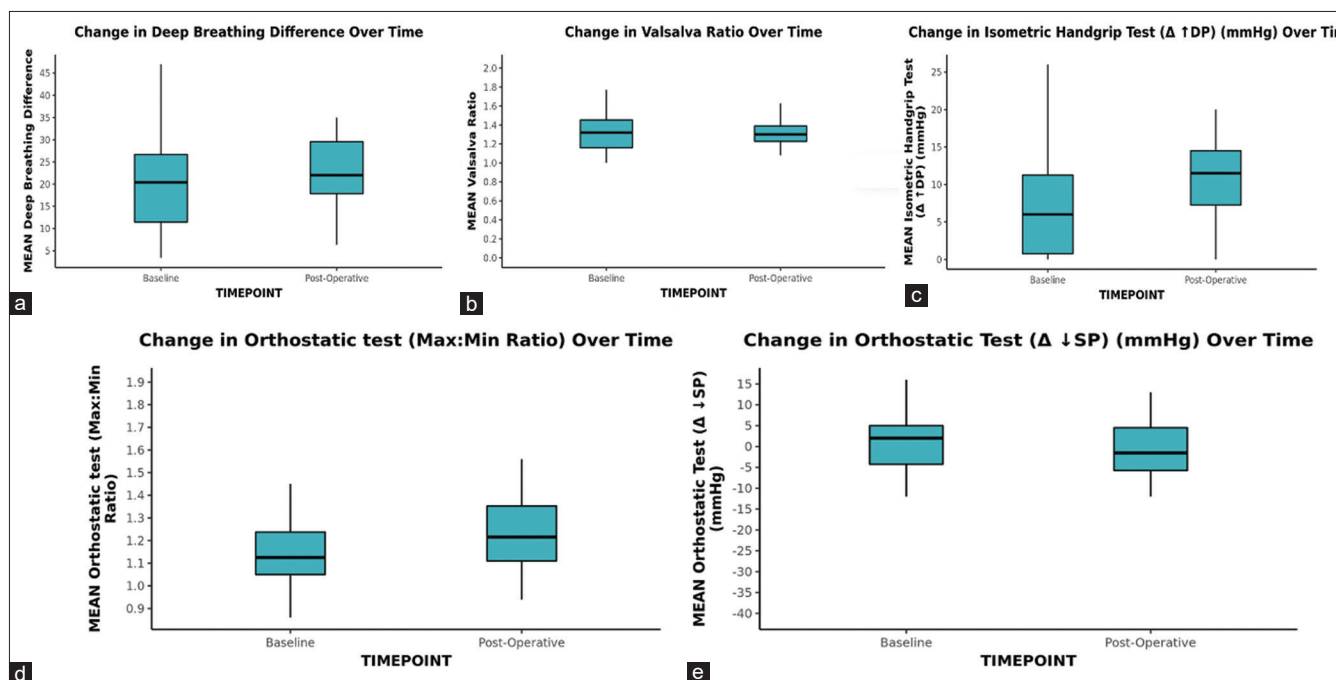 Change in Deep Breathing Difference Over Time
MEAN Deep Breathing Difference
45
40
35
30
25
20
15
10
5
Baseline
Post-Operative
TIMEPOINT
a
Change in Valsalva Ratio Over Time
MEAN Valsalva Ratio
2.0
1.8
1.6
1.4
1.2
1.0
0.8
0.6
0.4
0.2
0.0
Baseline
Post-Operative
TIMEPOINT
b
Change in Isometric Handgrip Test (Δ ↑DP) (mmHg) Over Ti
MEAN Isometric Handgrip Test
(Δ ↑DP) (mmHg)
25
20
15
10
5
0
Baseline
Post-Operative
TIMEPOINT
c
Change in Orthostatic test (Max:Min Ratio) Over Time
MEAN Orthostatic test (Max:Min
Ratio)
1.9
1.8
1.7
1.6
1.5
1.4
1.3
1.2
1.1
1.0
0.9
Baseline
Post-Operative
TIMEPOINT
d
Change in Orthostatic Test (Δ ↓SP) (mmHg) Over Time
MEAN Orthostatic Test (Δ ↓SP)
(mmHg)
15
10
5
0
-5
-10
-15
-20
-25
-30
-35
-40
Baseline
Post-Operative
TIMEPOINT
e